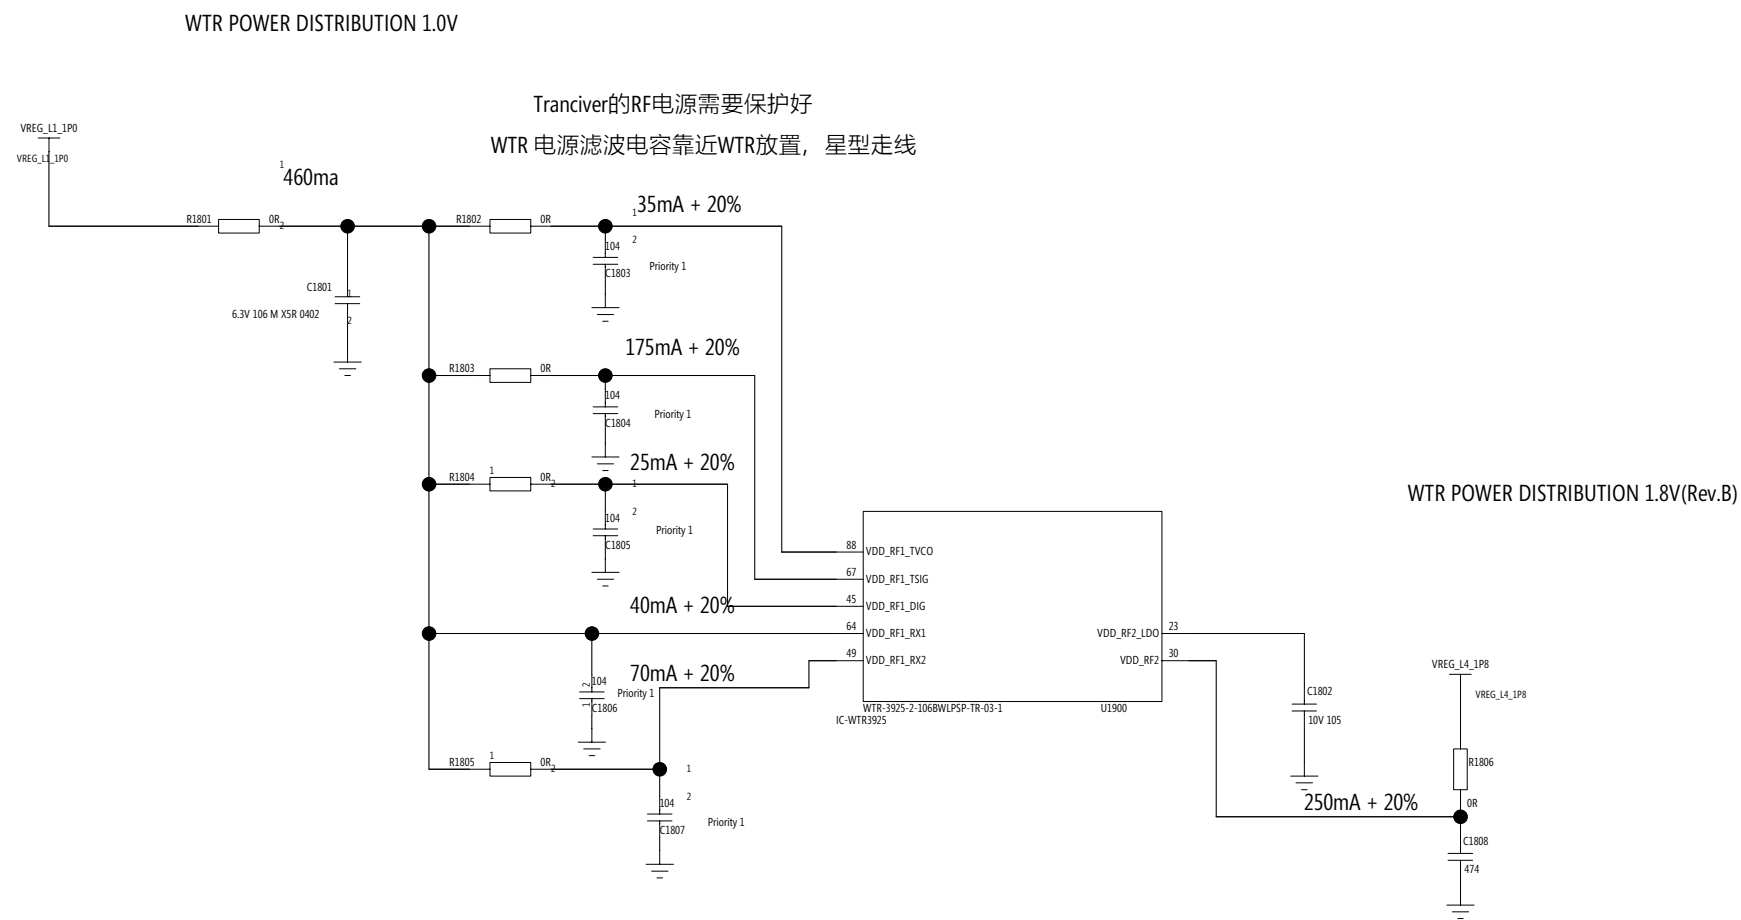 WTR POWER DISTRIBUTION 1.0V
Tranciver的RF电源需要保护好
WTR 电源滤波电容靠近WTR放置，星型走线
VREG_L1_1P0
VREG_L1_1P0
1
460ma
R1801
0R
2
C1801
1
6.3V 106 M X5R 0402
2
R1802
0R
1
35mA + 20%
2
104
C1803
Priority 1
175mA + 20%
R1803
0R
104
C1804
Priority 1
25mA + 20%
R1804
1
0R
2
1
2
104
C1805
Priority 1
40mA + 20%
2
104
Priority 1
1
C1806
70mA + 20%
R1805
1
0R
2
1
2
104
C1807
Priority 1
88
VDD_RF1_TVCO
67
VDD_RF1_TSIG
45
VDD_RF1_DIG
64
VDD_RF1_RX1
49
VDD_RF1_RX2
VDD_RF2_LDO
23
VDD_RF2
30
WTR-3925-2-106BWLPSP-TR-03-1
U1900
IC-WTR3925
WTR POWER DISTRIBUTION 1.8V(Rev.B)
C1802
10V 105
VREG_L4_1P8
VREG_L4_1P8
R1806
0R
250mA + 20%
C1808
474